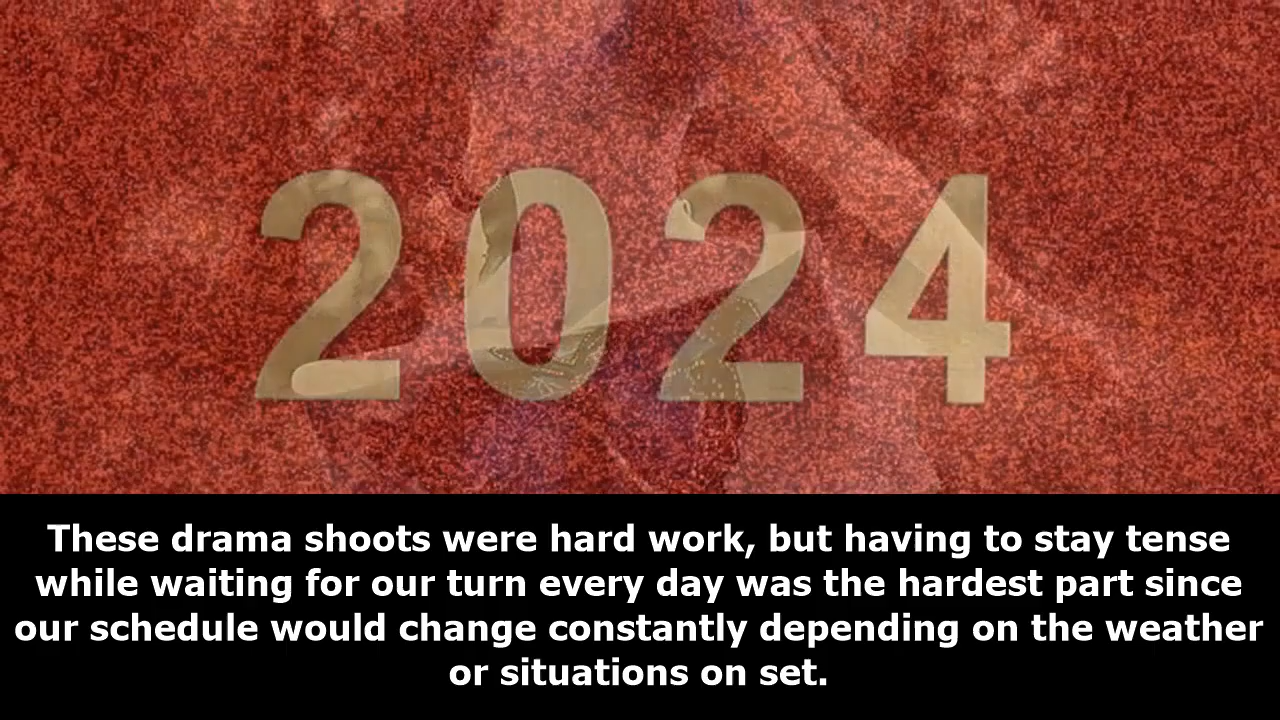 2024
These drama shoots were hard work, but having to stay tense
while waiting for our turn every day was the hardest part since
our schedule would change constantly depending on the weather
or situations on set.